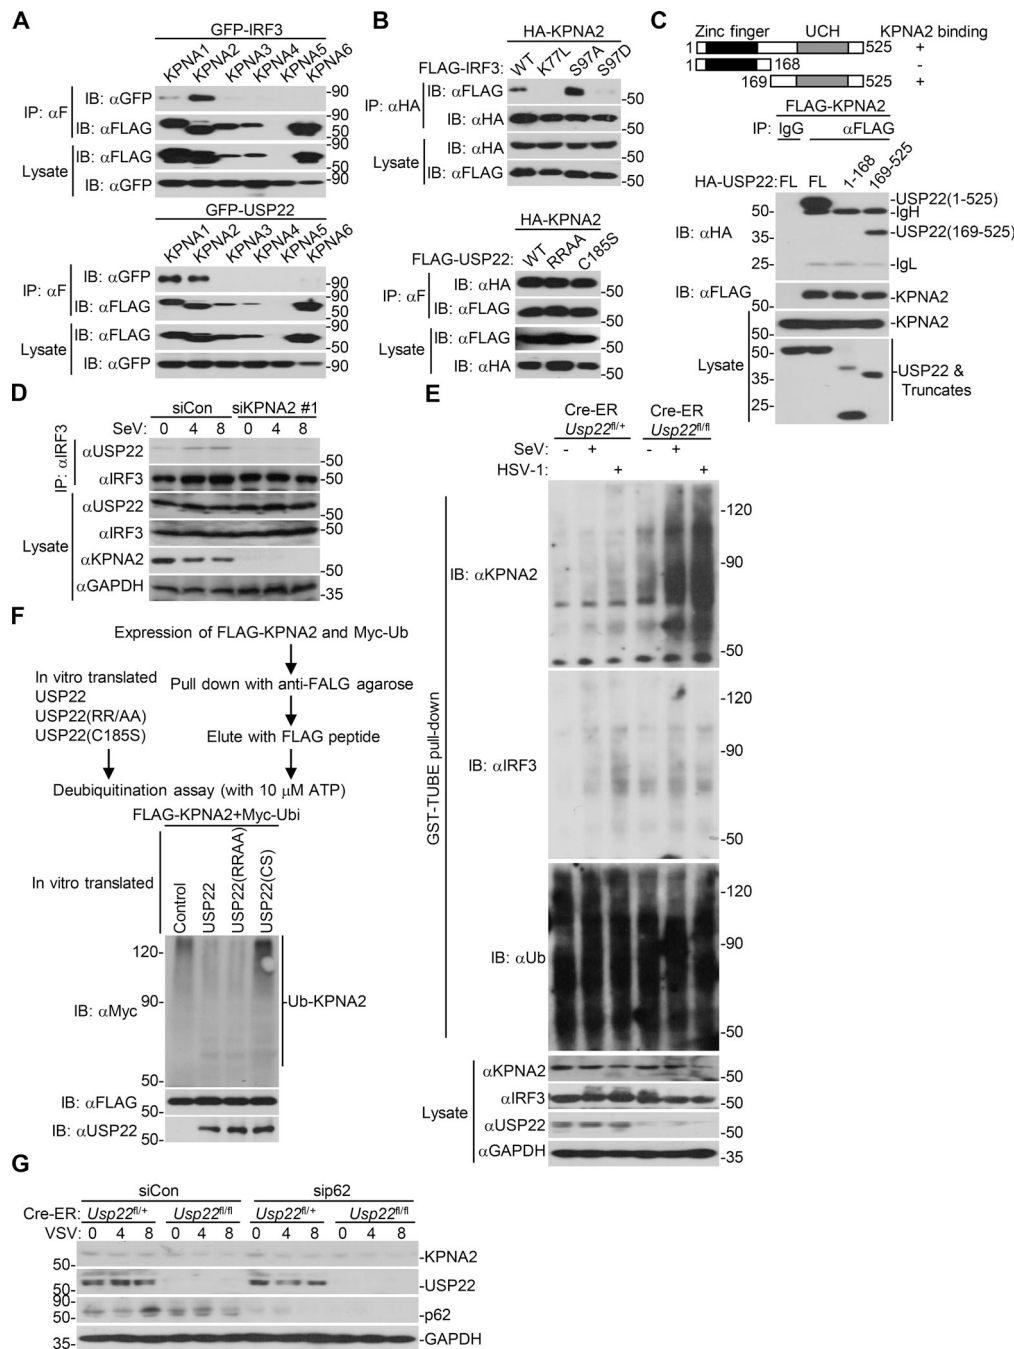 A
GFP-IRF3
KPNA1 KPNA2 KPNA3 KPNA4 KPNA5 KPNA6
IP: αF
IB: αGFP -90
IB: αFLAG -90 50
Lysate
IB: αFLAG -90 50
IB: αGFP -90
GFP-USP22
KPNA1 KPNA2 KPNA3 KPNA4 KPNA5 KPNA6
IP: αF
IB: αGFP -90
IB: αFLAG -90 50
Lysate
IB: αFLAG -90 50
IB: αGFP -90
B
HA-KPNA2
FLAG-IRF3: WT K77L S97A S97D
IP: αHA
IB: αFLAG -50
IB: αHA -50
Lysate
IB: αHA -50
IB: αFLAG -50
HA-KPNA2
FLAG-USP22: WT RRAA C185S
IP: αF
IB: αHA -50
IB: αFLAG -50
Lysate
IB: αFLAG -50
IB: αHA -50
C
Zinc finger UCH KPNA2 binding
1 525 +
1 168 -
169 525 +
FLAG-KPNA2
IP: IgG αFLAG
HA-USP22: FL FL 1-168 169-525
IB: αHA
50- 35- 25-
-USP22(1-525)
-IgH
-USP22(169-525)
-IgL
IB: αFLAG 50- -KPNA2
50- -KPNA2
Lysate
50- 35- 25-
-USP22 &
Truncates
D
siCon siKPNA2 #1
SeV: 0 4 8 0 4 8
IP: αIRF3
αUSP22 -50
αIRF3 -50
Lysate
αUSP22 -50
αIRF3 -50
αKPNA2 -50
αGAPDH -35
E
Cre-ER Cre-ER
Usp22fl/+ Usp22fl/fl
SeV: - + - +
HSV-1: + +
GST-TUBE pull-down
IB: αKPNA2 -120 -90 -50
IB: αIRF3 -120 -90 -50
IB: αUb -120 -90 -50
Lysate
αKPNA2 -50
αIRF3 -50
αUSP22 -50
αGAPDH -35
F
Expression of FLAG-KPNA2 and Myc-Ub
In vitro translated
USP22
USP22(RR/AA)
USP22(C185S)
Pull down with anti-FALG agarose
Elute with FLAG peptide
Deubiquitination assay (with 10 μM ATP)
FLAG-KPNA2+Myc-Ubi
In vitro translated
Control USP22 USP22(RRAA) USP22(CS)
IB: αMyc 120- 90- 50- -Ub-KPNA2
IB: αFLAG 50-
IB: αUSP22 50-
G
siCon sip62
Cre-ER: Usp22fl/+ Usp22fl/fl Usp22fl/+ Usp22fl/fl
VSV: 0 4 8 0 4 8 0 4 8 0 4 8
50- -KPNA2
50- -USP22
90- 50- -p62
35- -GAPDH